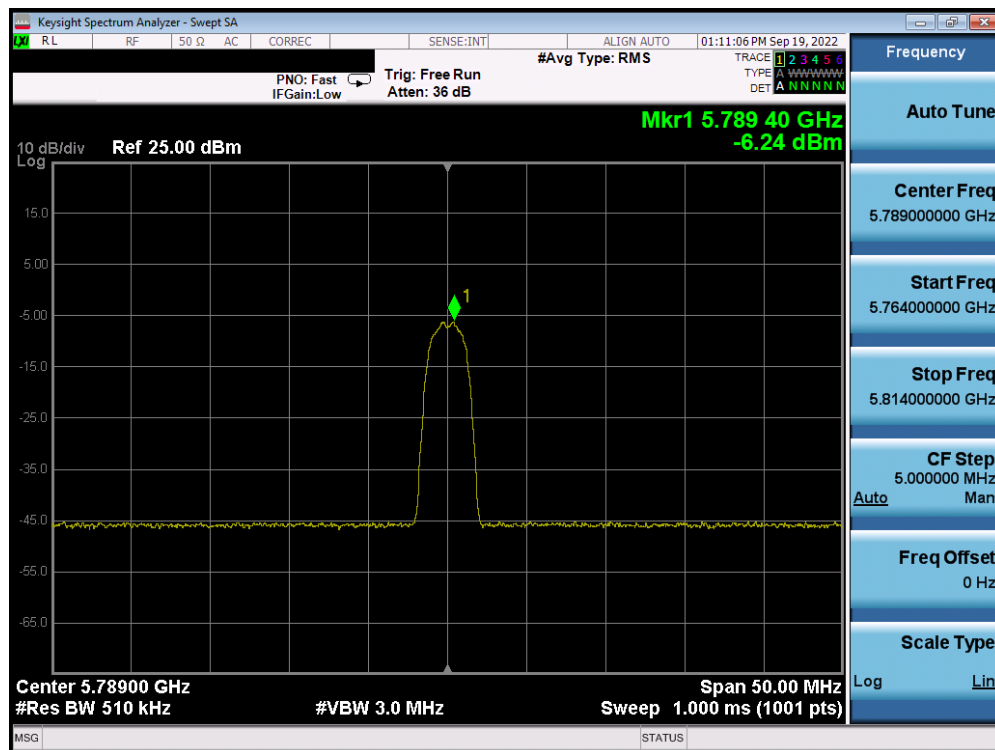 Keysight Spectrum Analyzer - Swept SA
LXI RL RF 50 Ω AC CORREC SENSE:INT ALIGN AUTO 01:11:06 PM Sep 19, 2022
#Avg Type: RMS
TRACE 1 2 3 4 5 6
TYPE A WWWWWW
DET A N N N N N
PNO: Fast
IFGain:Low
Trig: Free Run
Atten: 36 dB
Mkr1 5.789 40 GHz
-6.24 dBm
10 dB/div Ref 25.00 dBm
Log
15.0
5.00
1
-5.00
-15.0
-25.0
-35.0
-45.0
-55.0
-65.0
Center 5.78900 GHz Span 50.00 MHz
#Res BW 510 kHz #VBW 3.0 MHz Sweep 1.000 ms (1001 pts)
MSG STATUS
Frequency
Auto Tune
Center Freq
5.789000000 GHz
Start Freq
5.764000000 GHz
Stop Freq
5.814000000 GHz
CF Step
5.000000 MHz
Auto Man
Freq Offset
0 Hz
Scale Type
Log Lin